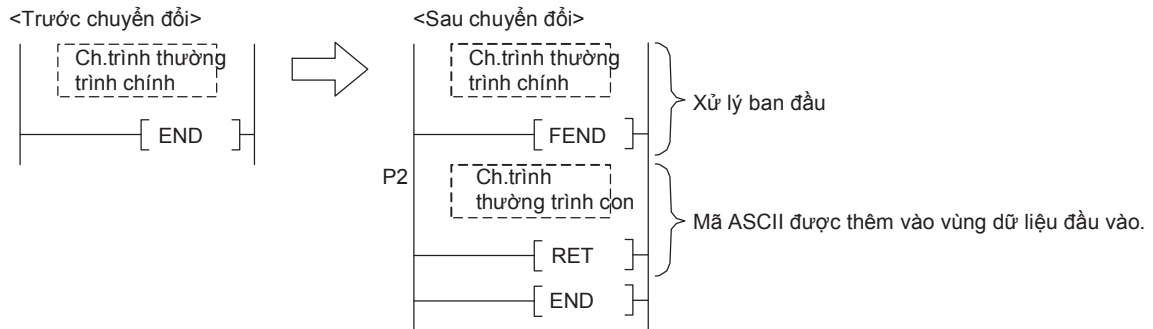 <Trước chuyển đổi>
Ch.trình thường
trình chính
END
<Sau chuyển đổi>
Ch.trình thường
trình chính
FEND
Xử lý ban đầu
P2
Ch.trình
thường trình con
Mã ASCII được thêm vào vùng dữ liệu đầu vào.
RET
END